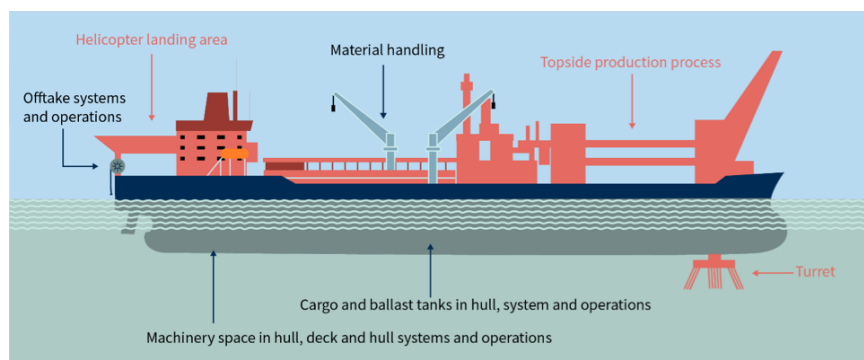 Helicopter landing area
Material handling
Topside production process
Offtake systems
and operations
Turret
Cargo and ballast tanks in hull, system and operations
Machinery space in hull, deck and hull systems and operations